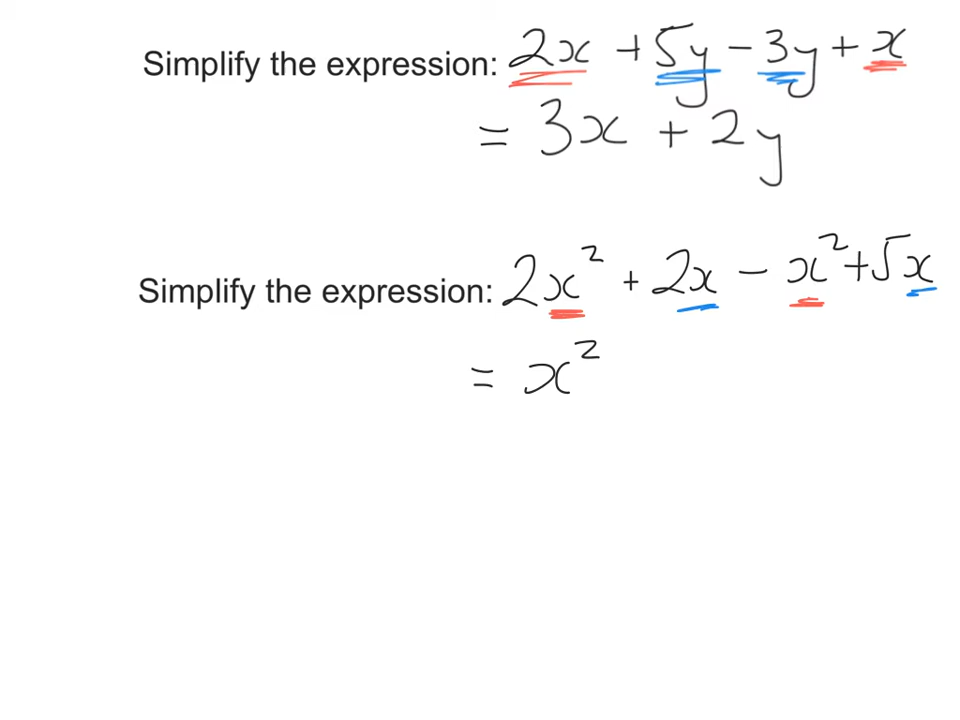 Simplify the expression: 2x + 5y - 3y + x
= 3x + 2y
Simplify the expression: 2x² + 2x - x² + 5x
= x²